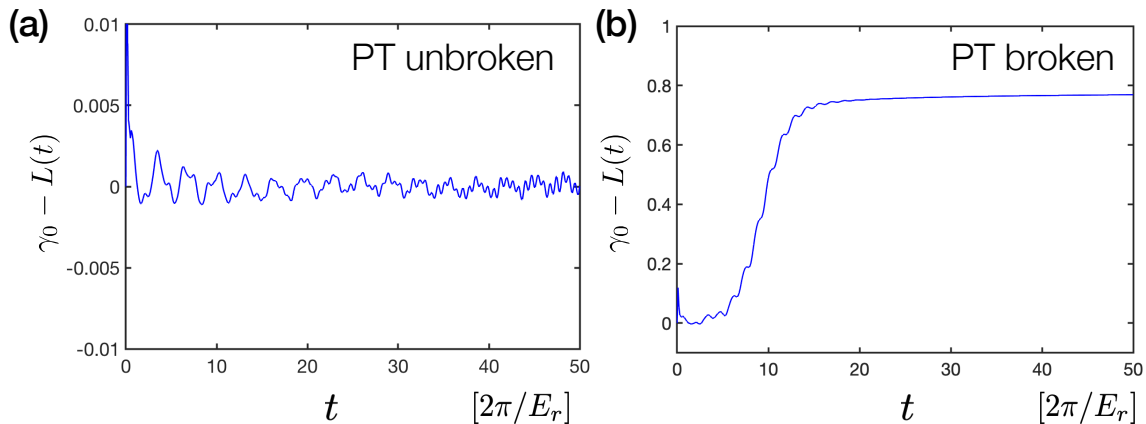 (a)
PT unbroken
0.01
0.005
0
-0.005
-0.01
γ₀ − L(t)
0 10 20 30 40 50
t [2π/Eᵣ]
(b)
PT broken
1
0.8
0.6
0.4
0.2
0
γ₀ − L(t)
0 10 20 30 40 50
t [2π/Eᵣ]